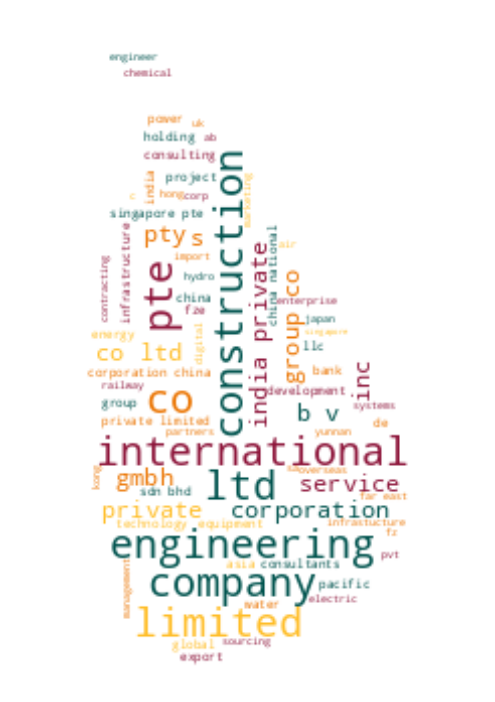 engineer
chemical
power uk
holding ab
consulting
construction
india
project
marketing
c hong corp
singapore pte
infrastructure
contracting
pty s
china national
air
india private
import
pte
hydro
group co
china
enterprise
fze
japan
digital
singapore
energy
llc
co ltd
inc
corporation china
bank
railway
development
co
group
b v
systems
private limited
de
partners
yunnan
international
kong
gmbh
ltd
sa overseas
service
sdn bhd
far east
private
corporation
technology equipment
infrastucture
fz
engineering
pvt
asia consultants
management
company
pacific
electric
water
limited
global sourcing
export